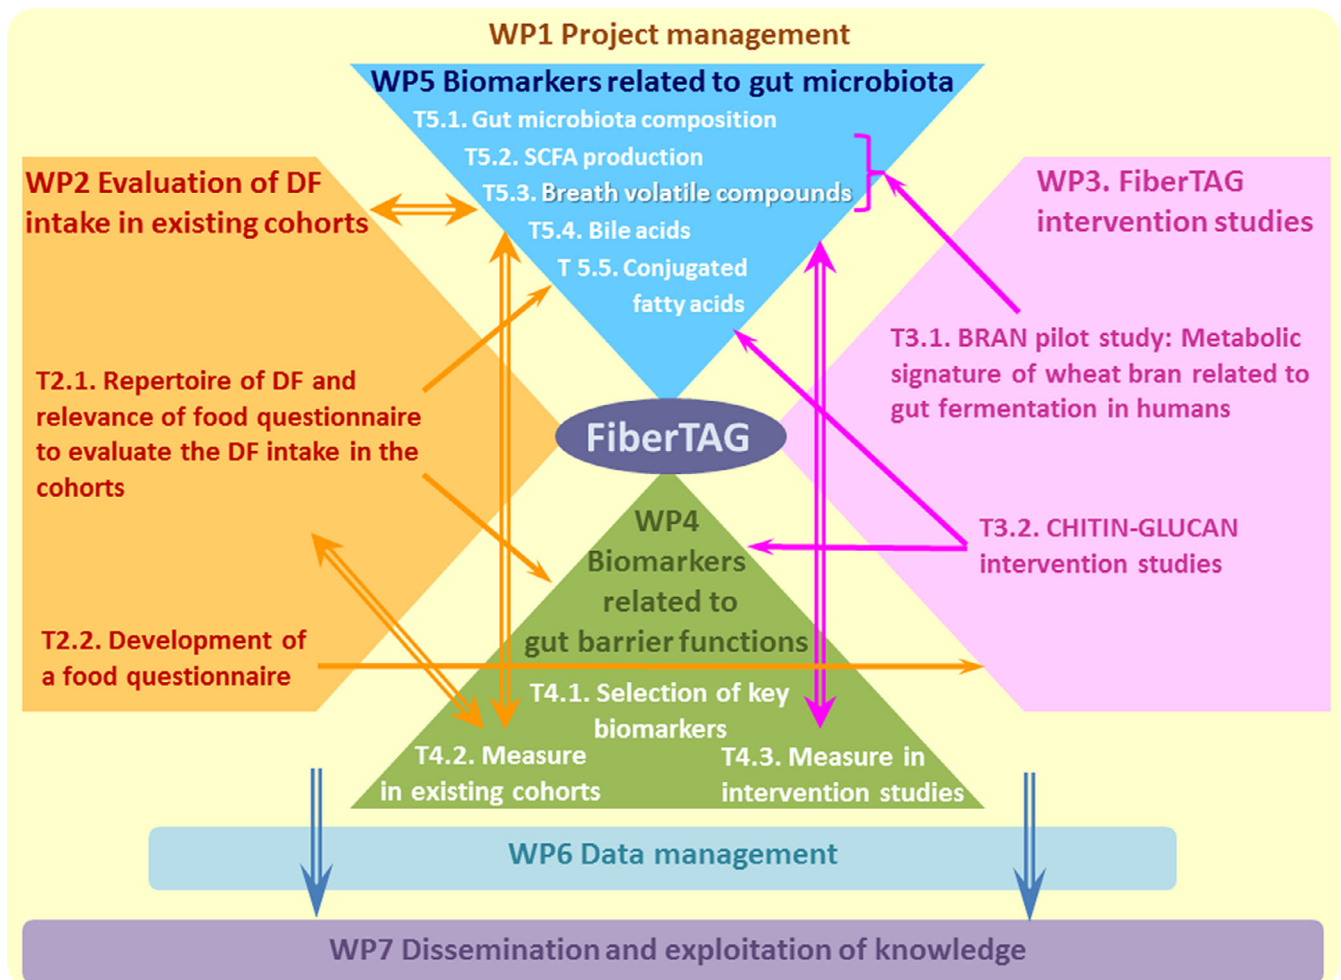 WP1 Project management
WP5 Biomarkers related to gut microbiota
T5.1. Gut microbiota composition
T5.2. SCFA production
T5.3. Breath volatile compounds
T5.4. Bile acids
T 5.5. Conjugated
fatty acids
WP2 Evaluation of DF
intake in existing cohorts
T2.1. Repertoire of DF and
relevance of food questionnaire
to evaluate the DF intake in the
cohorts
T2.2. Development of
a food questionnaire
FiberTAG
WP3. FiberTAG
intervention studies
T3.1. BRAN pilot study: Metabolic
signature of wheat bran related to
gut fermentation in humans
T3.2. CHITIN-GLUCAN
intervention studies
WP4
Biomarkers
related to
gut barrier functions
T4.1. Selection of key
biomarkers
T4.2. Measure
in existing cohorts
T4.3. Measure in
intervention studies
WP6 Data management
WP7 Dissemination and exploitation of knowledge